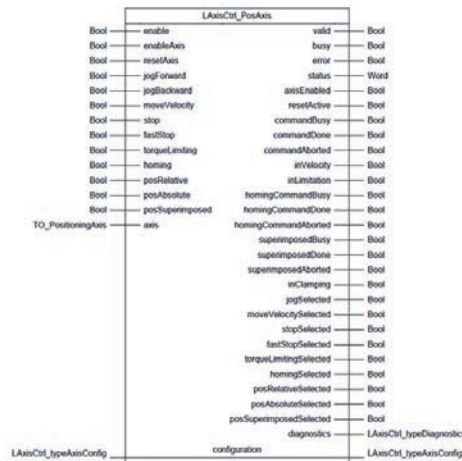 LAxisCtrl_PosAxis
Bool enable valid Bool
Bool enableAxis busy Bool
Bool resetAxis error Bool
Bool jogForward status Word
Bool jogBackward axisEnabled Bool
Bool moveVelocity resetActive Bool
Bool stop commandBusy Bool
Bool fastStop commandDone Bool
Bool torqueLimiting commandAborted Bool
Bool homing inVelocity Bool
Bool posRelative inLimitation Bool
Bool posAbsolute homingCommandBusy Bool
Bool posSuperimposed homingCommandDone Bool
TO_PositioningAxis axis homingCommandAborted Bool
superimposedBusy Bool
superimposedDone Bool
superimposedAborted Bool
inClamping Bool
jogSelected Bool
moveVelocitySelected Bool
stopSelected Bool
fastStopSelected Bool
torqueLimitingSelected Bool
homingSelected Bool
posRelativeSelected Bool
posAbsoluteSelected Bool
posSuperimposedSelected Bool
diagnostics LAxisCtrl_typeDiagnostics
LAxisCtrl_typeAxisConfig configuration LAxisCtrl_typeAxisConfig